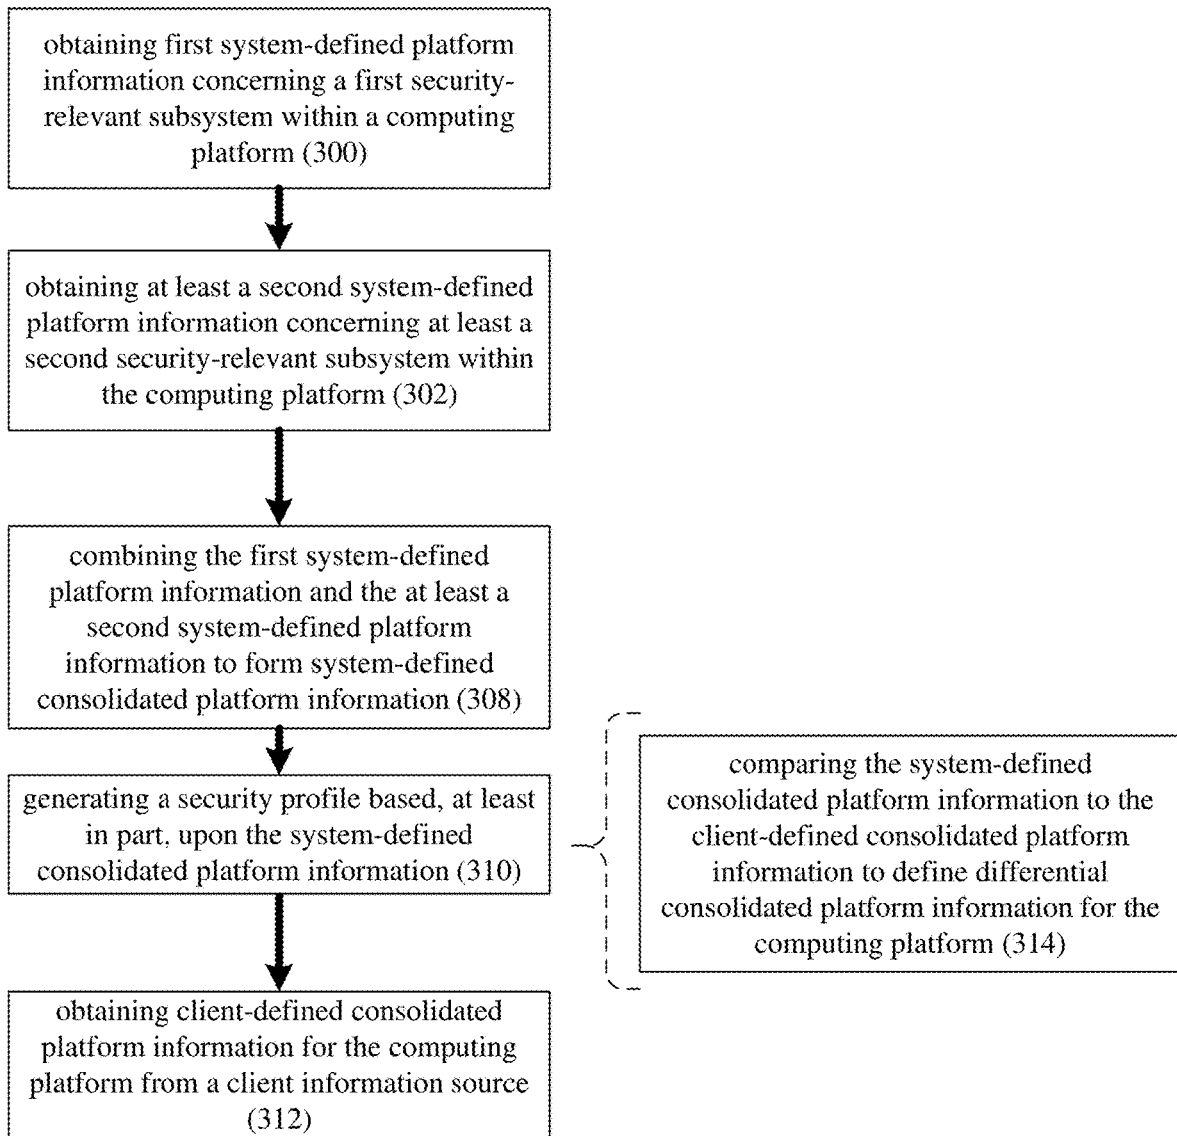 obtaining first system-defined platform
information concerning a first security-
relevant subsystem within a computing
platform (300)
obtaining at least a second system-defined
platform information concerning at least a
second security-relevant subsystem within
the computing platform (302)
combining the first system-defined
platform information and the at least a
second system-defined platform
information to form system-defined
consolidated platform information (308)
generating a security profile based, at least
in part, upon the system-defined
consolidated platform information (310)
comparing the system-defined
consolidated platform information to the
client-defined consolidated platform
information to define differential
consolidated platform information for the
computing platform (314)
obtaining client-defined consolidated
platform information for the computing
platform from a client information source
(312)